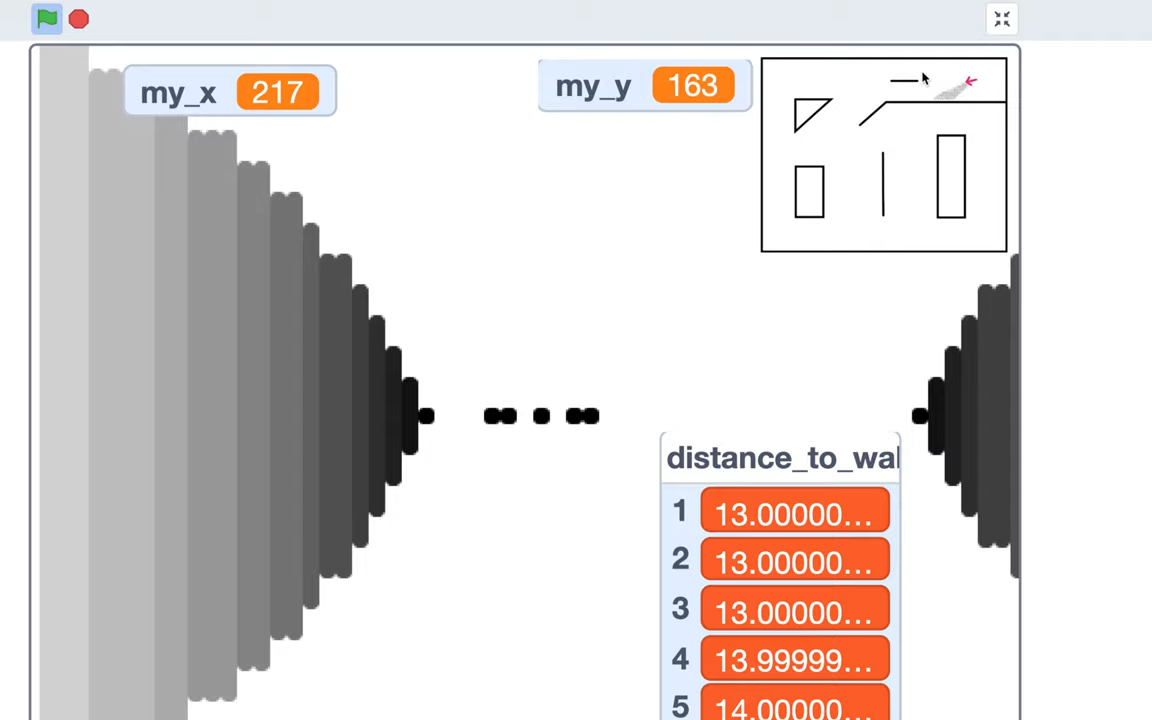 my_x 217
my_y 163
distance_to_wal
1 13.00000...
2 13.00000...
3 13.00000...
4 13.99999...
5 14.00000...